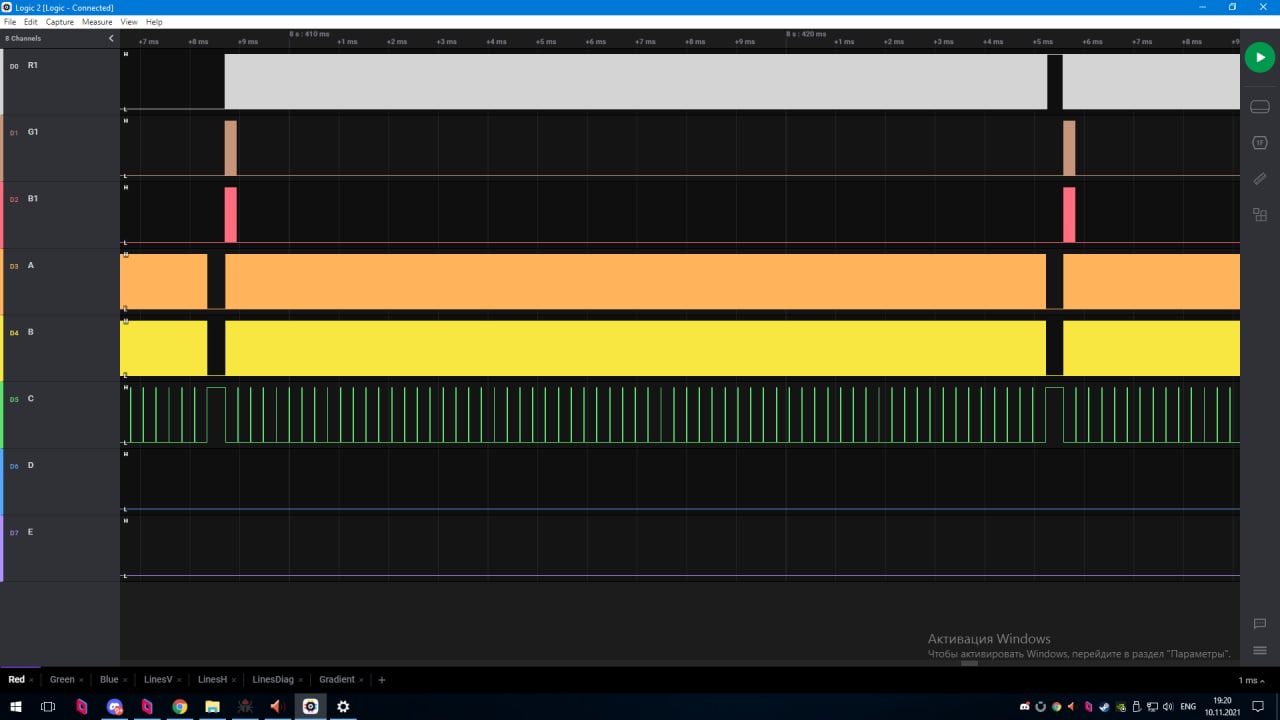 Logic 2 [Logic - Connected]
File Edit Capture Measure View Help
8 Channels
8 s : 410 ms 8 s : 420 ms
+7 ms +8 ms +9 ms +1 ms +2 ms +3 ms +4 ms +5 ms +6 ms +7 ms +8 ms +9 ms +1 ms +2 ms +3 ms +4 ms +5 ms +6 ms +7 ms +8 ms +9
D0 R1
H
L
D1 G1
H
L
D2 B1
H
L
D3 A
H
L
D4 B
H
L
D5 C
H
L
D6 D
H
L
D7 E
H
L
1F
Активация Windows
Чтобы активировать Windows, перейдите в раздел "Параметры".
Red × Green × Blue × LinesV × LinesH × LinesDiag × Gradient × +
1 ms
ENG
19:20
10.11.2021